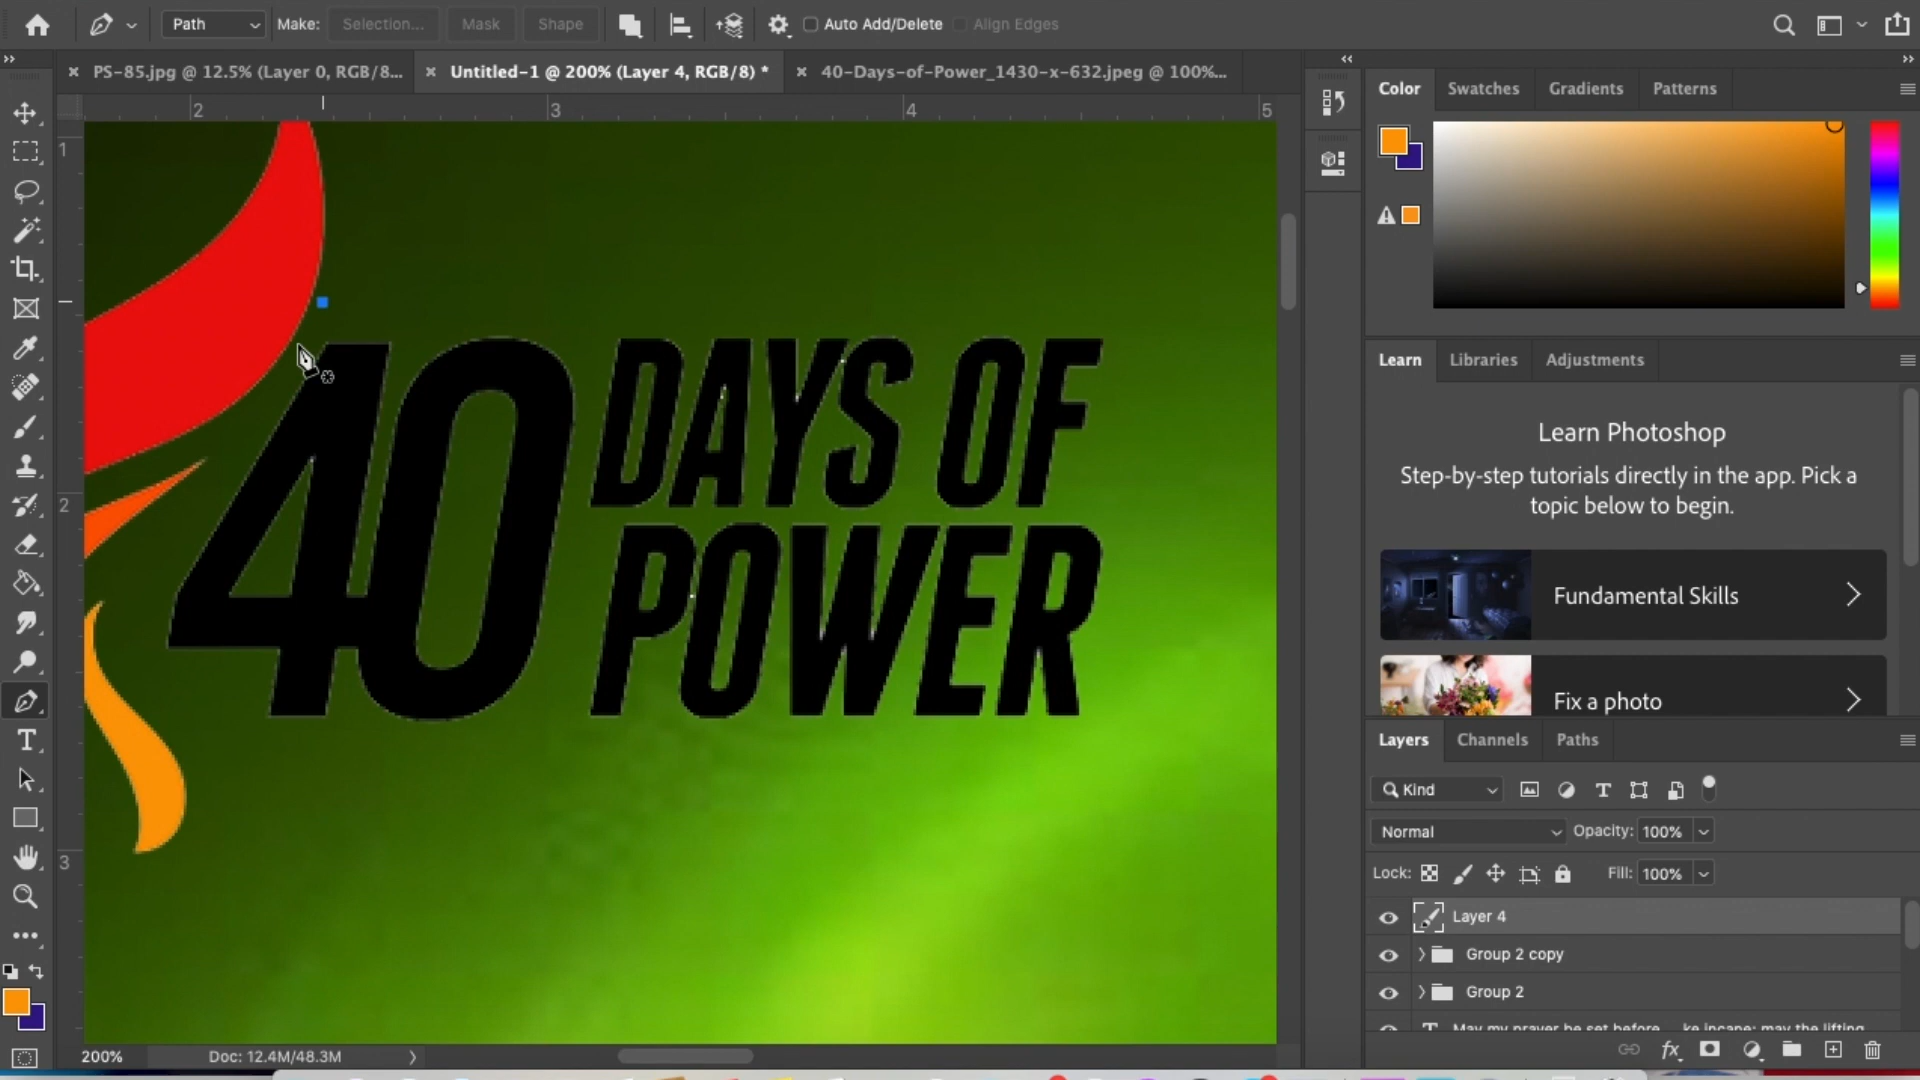 Path Make: Selection... Mask Shape Auto Add/Delete Align Edges
PS-85.jpg @ 12.5% (Layer 0, RGB/8... Untitled-1 @ 200% (Layer 4, RGB/8) * 40-Days-of-Power_1430-x-632.jpeg @ 100%...
2 3 4 5
1
2
3
40 DAYS OF
POWER
200% Doc: 12.4M/48.3M
Color Swatches Gradients Patterns
Learn Libraries Adjustments
Learn Photoshop
Step-by-step tutorials directly in the app. Pick a
topic below to begin.
Fundamental Skills
Fix a photo
Layers Channels Paths
Kind
Normal Opacity: 100%
Lock: Fill: 100%
Layer 4
Group 2 copy
Group 2
May my prayer be set before ... ke incape; may the lifting